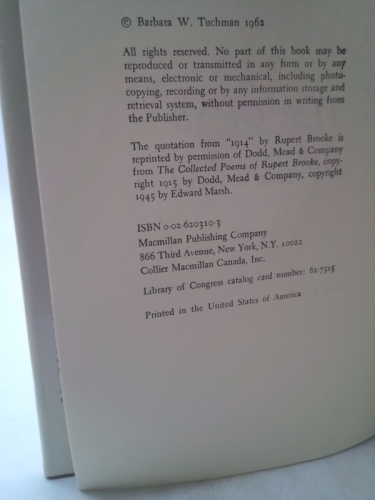 © Barbara W. Tuchman 1962
All rights reserved. No part of this book may be
reproduced or transmitted in any form or by any
means, electronic or mechanical, including photo-
copying, recording or by any information storage and
retrieval system, without permission in writing from
the Publisher.
The quotation from "1914" by Rupert Brooke is
reprinted by permission of Dodd, Mead & Company
from The Collected Poems of Rupert Brooke, copy-
right 1915 by Dodd, Mead & Company, copyright
1945 by Edward Marsh.
ISBN 0-02-620310-3
Macmillan Publishing Company
866 Third Avenue, New York, N.Y. 10022
Collier Macmillan Canada, Inc.
Library of Congress catalog card number: 62-7515
Printed in the United States of America